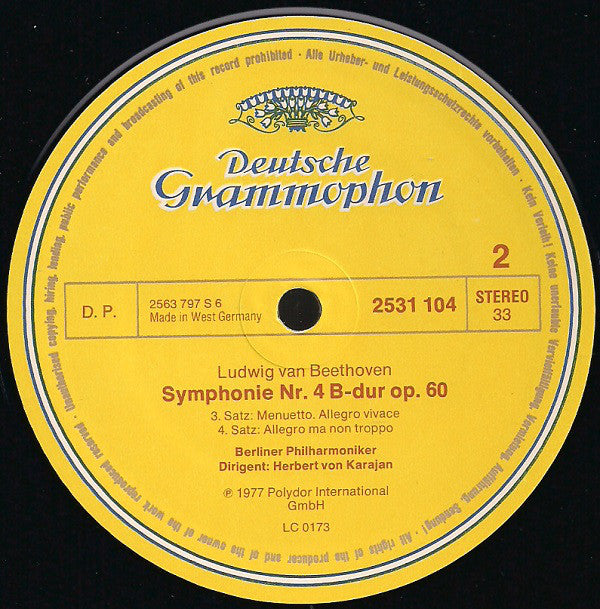 Deutsche
Grammophon
2
D. P.
2563 797 S 6
Made in West Germany
2531 104
STEREO
33
Ludwig van Beethoven
Symphonie Nr. 4 B-dur op. 60
3. Satz: Menuetto. Allegro vivace
4. Satz: Allegro ma non troppo
Berliner Philharmoniker
Dirigent: Herbert von Karajan
℗ 1977 Polydor International
GmbH
LC 0173
Alle Urheber- und Leistungsschutzrechte vorbehalten · Kein Verleih! Keine unerlaubte Vervielfältigung, Vermietung, Aufführung, Sendung! · All rights of the producer and of the owner of the work reproduced reserved · Unauthorized copying, hiring, lending, public performance and broadcasting of this record prohibited ·